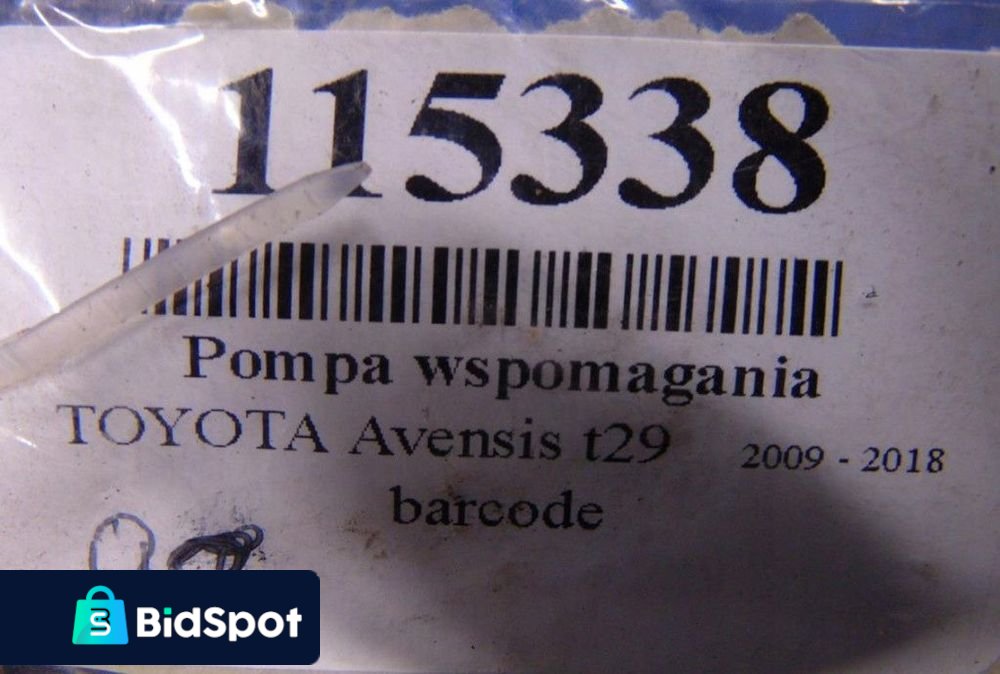 115338
Pompa wspomagania
TOYOTA Avensis t29 2009 - 2018
barcode
BidSpot